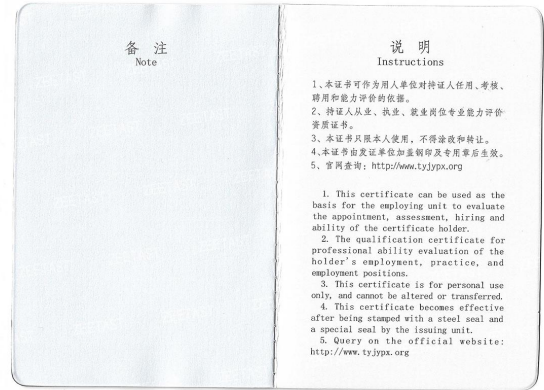 备 注
Note
说 明
Instructions
1、本证书可作为用人单位对持证人任用、考核、
聘用和能力评价的依据。
2、持证人从业、执业、就业岗位专业能力评价
资质证书。
3、本证书只限本人使用，不得涂改和转让。
4、本证书由发证单位加盖钢印及专用章后生效。
5、官网查询：http://www.tyjypx.org
1. This certificate can be used as the
basis for the employing unit to evaluate
the appointment, assessment, hiring and
ability of the certificate holder.
2. The qualification certificate for
professional ability evaluation of the
holder's employment, practice, and
employment positions.
3. This certificate is for personal use
only, and cannot be altered or transferred.
4. This certificate becomes effective
after being stamped with a steel seal and
a special seal by the issuing unit.
5. Query on the official website:
http://www.tyjypx.org